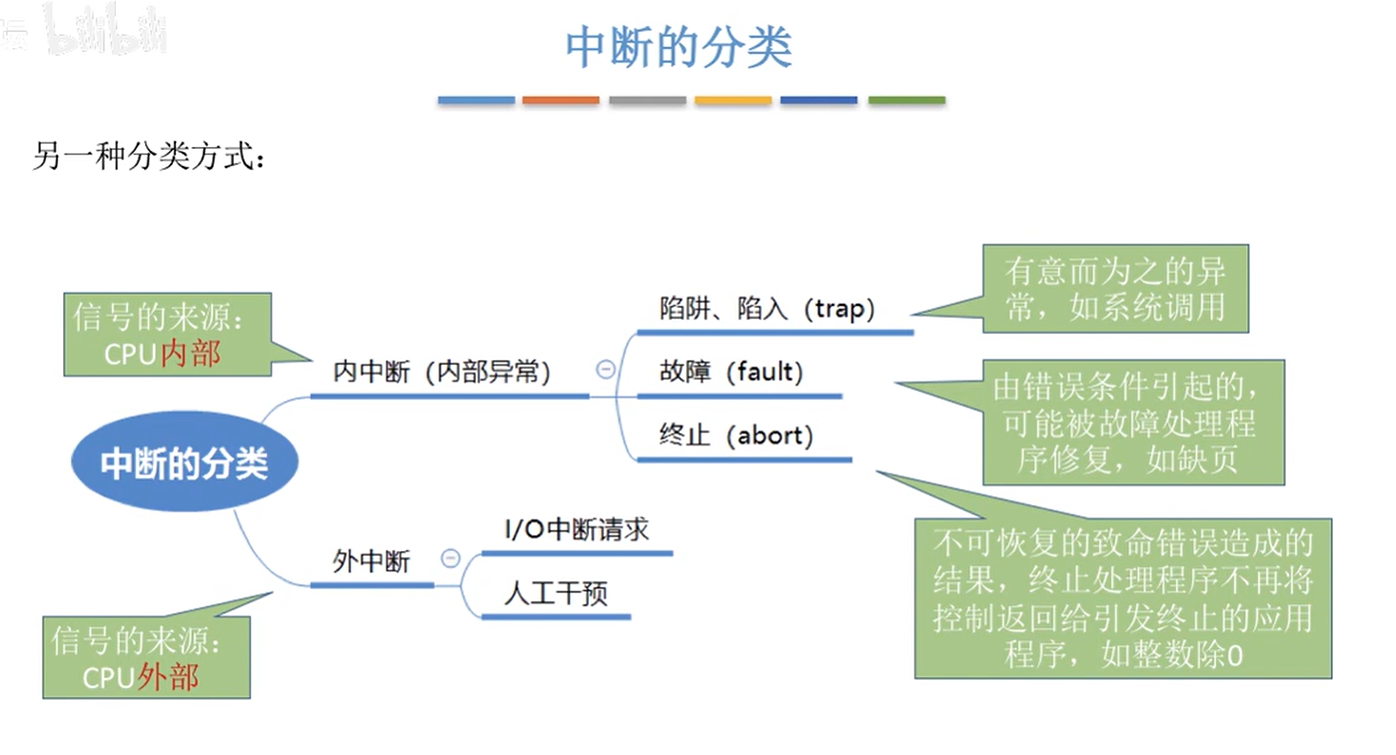 坛 bilibili
中断的分类
另一种分类方式：
有意而为之的异
常，如系统调用
信号的来源：
CPU内部
陷阱、陷入（trap）
内中断（内部异常）
故障（fault）
由错误条件引起的，
可能被故障处理程
序修复，如缺页
终止（abort）
中断的分类
I/O中断请求
外中断
人工干预
不可恢复的致命错误造成的
结果，终止处理程序不再将
控制返回给引发终止的应用
程序，如整数除0
信号的来源：
CPU外部